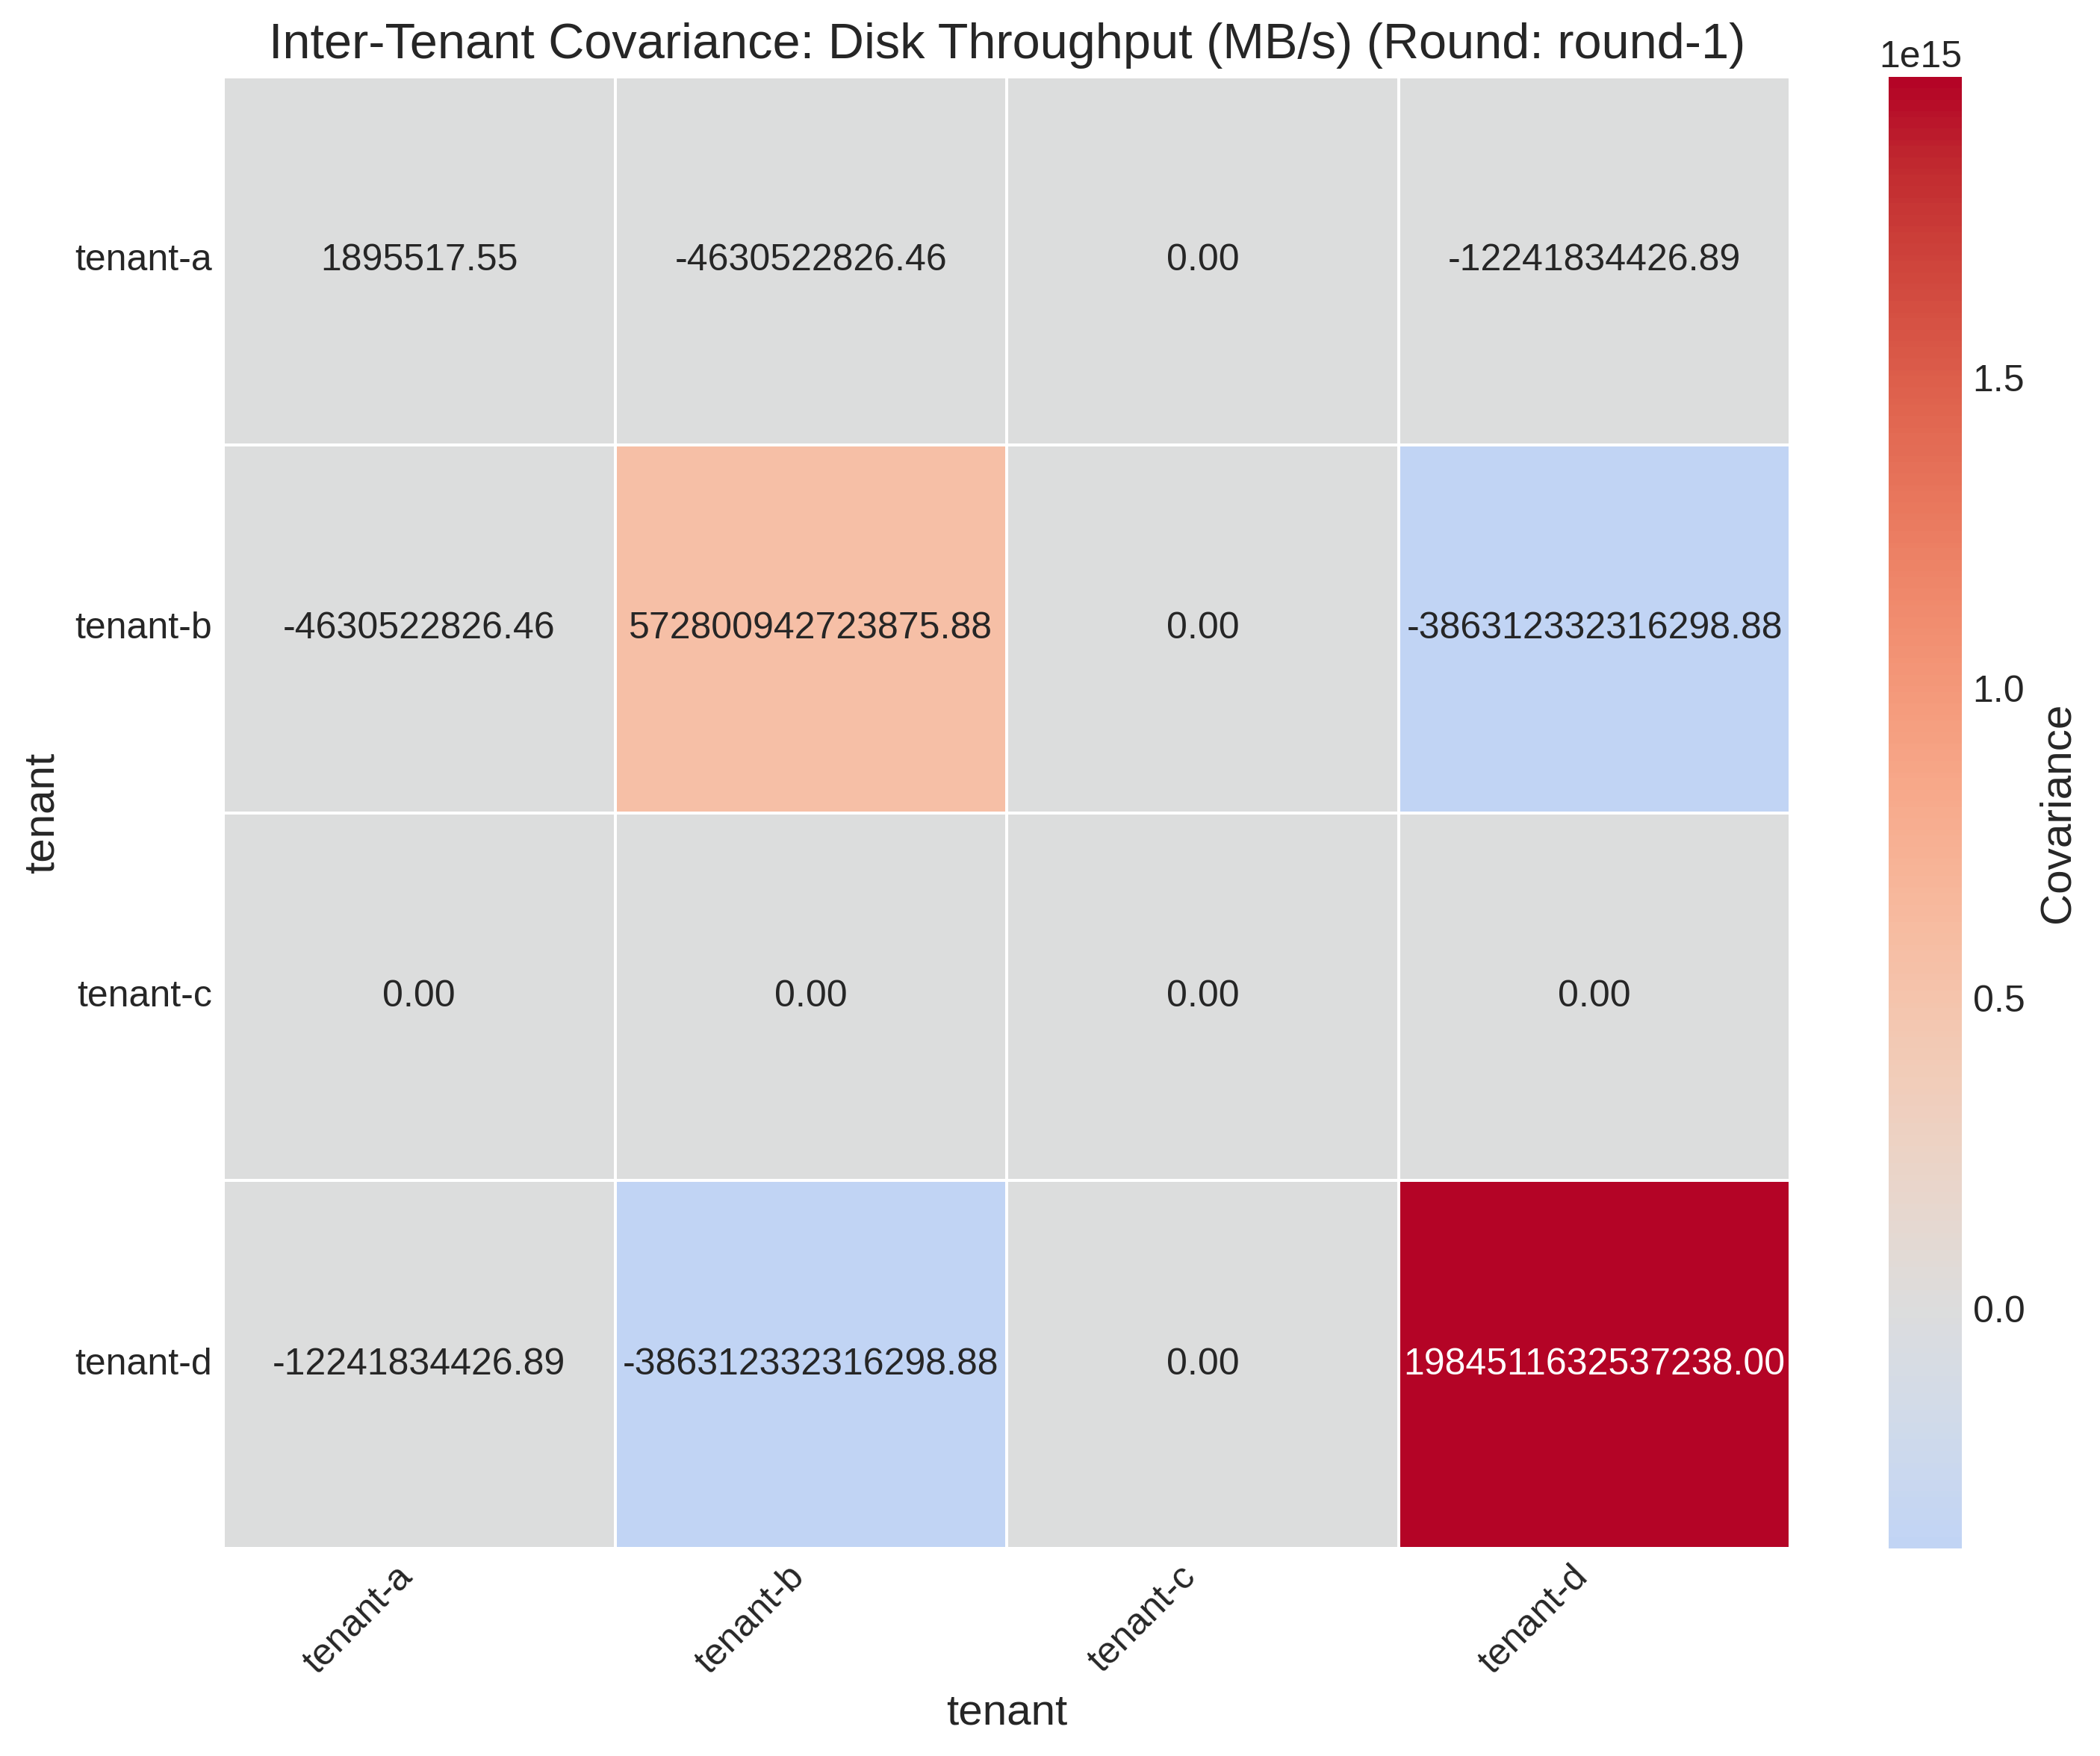 Inter-Tenant Covariance: Disk Throughput (MB/s) (Round: round-1)
1e15
tenant-a
1895517.55
-4630522826.46
0.00
-12241834426.89
1.5
tenant-b
-4630522826.46
572800942723875.88
0.00
-386312332316298.88
1.0
tenant
Covariance
tenant-c
0.00
0.00
0.00
0.00
0.5
0.0
tenant-d
-12241834426.89
-386312332316298.88
0.00
1984511632537238.00
tenant-a
tenant-b
tenant-c
tenant-d
tenant